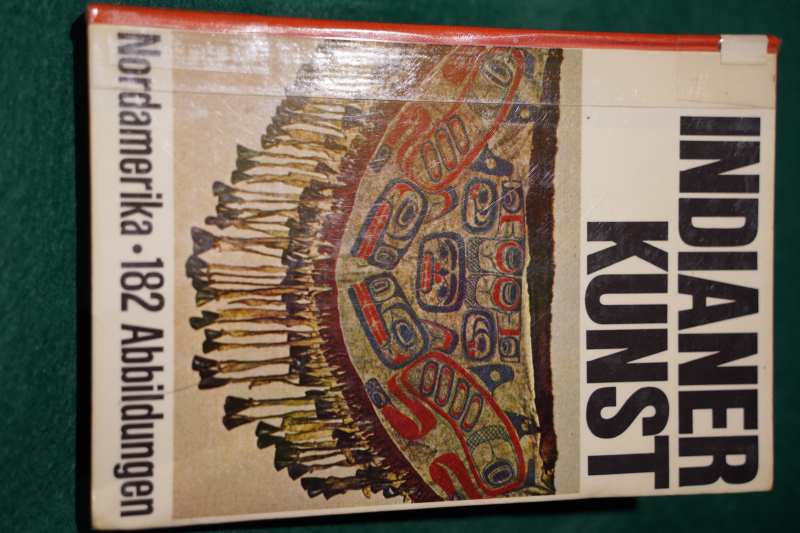 INDIANER
KUNST
Nordamerika · 182 Abbildungen